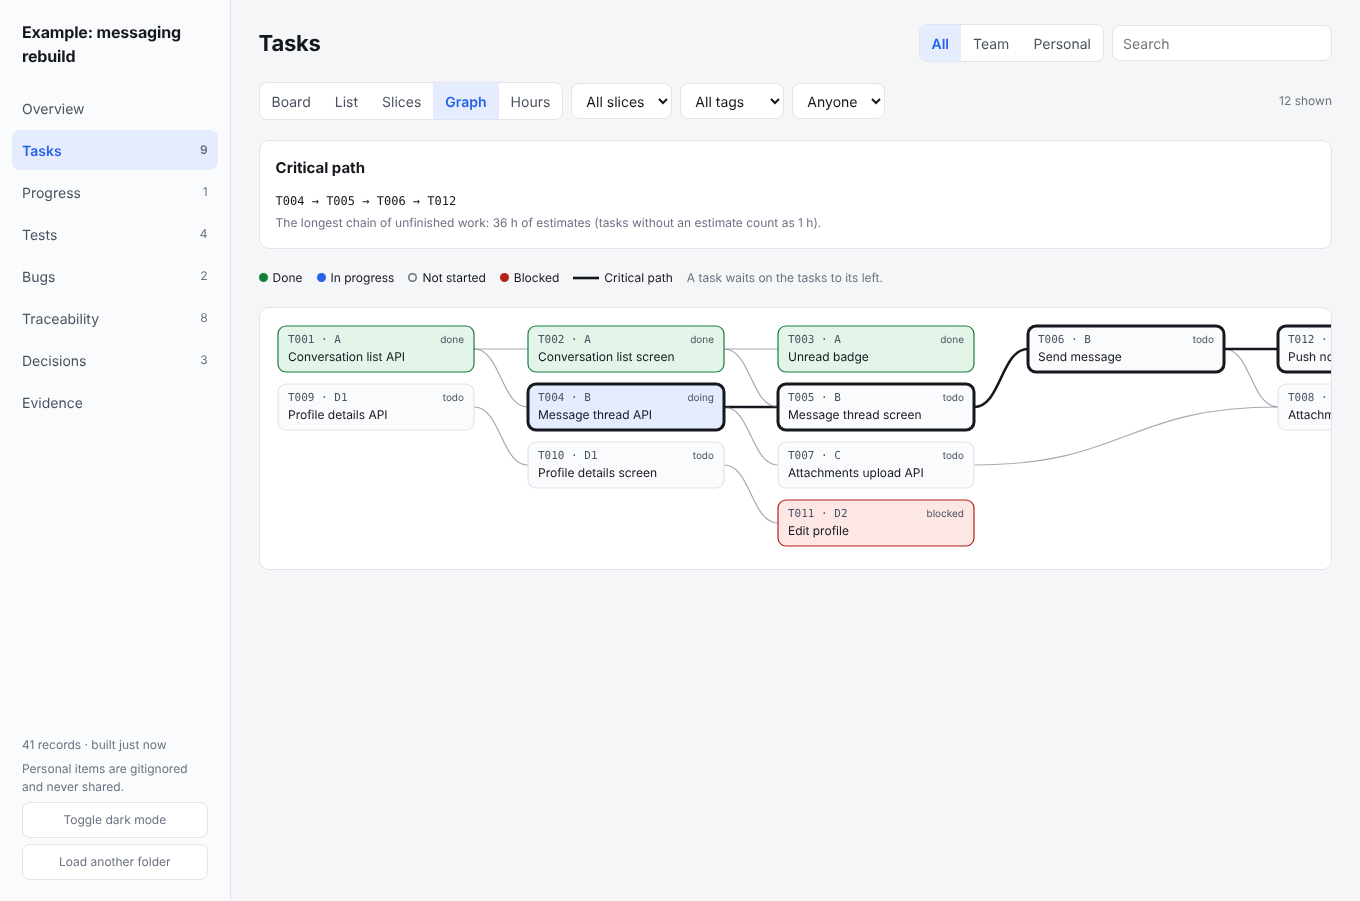 Example: messaging
rebuild
Overview
Tasks 9
Progress 1
Tests 4
Bugs 2
Traceability 8
Decisions 3
Evidence
41 records · built just now
Personal items are gitignored
and never shared.
Toggle dark mode
Load another folder
Tasks
All Team Personal Search
Board List Slices Graph Hours All slices All tags Anyone 12 shown
Critical path
T004 → T005 → T006 → T012
The longest chain of unfinished work: 36 h of estimates (tasks without an estimate count as 1 h).
Done In progress Not started Blocked Critical path A task waits on the tasks to its left.
T001 · A done
Conversation list API
T002 · A done
Conversation list screen
T003 · A done
Unread badge
T006 · B todo
Send message
T012 ·
Push
T009 · D1 todo
Profile details API
T004 · B doing
Message thread API
T005 · B todo
Message thread screen
T008 ·
T010 · D1 todo
Profile details screen
T007 · C todo
Attachments upload API
T011 · D2 blocked
Edit profile